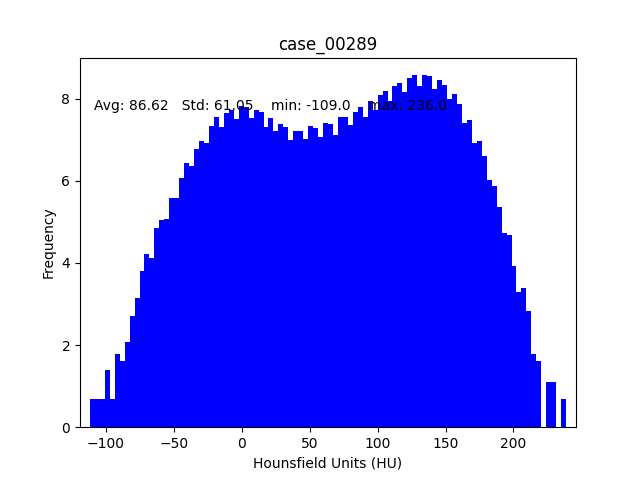 case_00289
Avg: 86.62 Std: 61.05 min: -109.0 max: 236.0
8
6
4
2
0
Frequency
−100 −50 0 50 100 150 200
Hounsfield Units (HU)